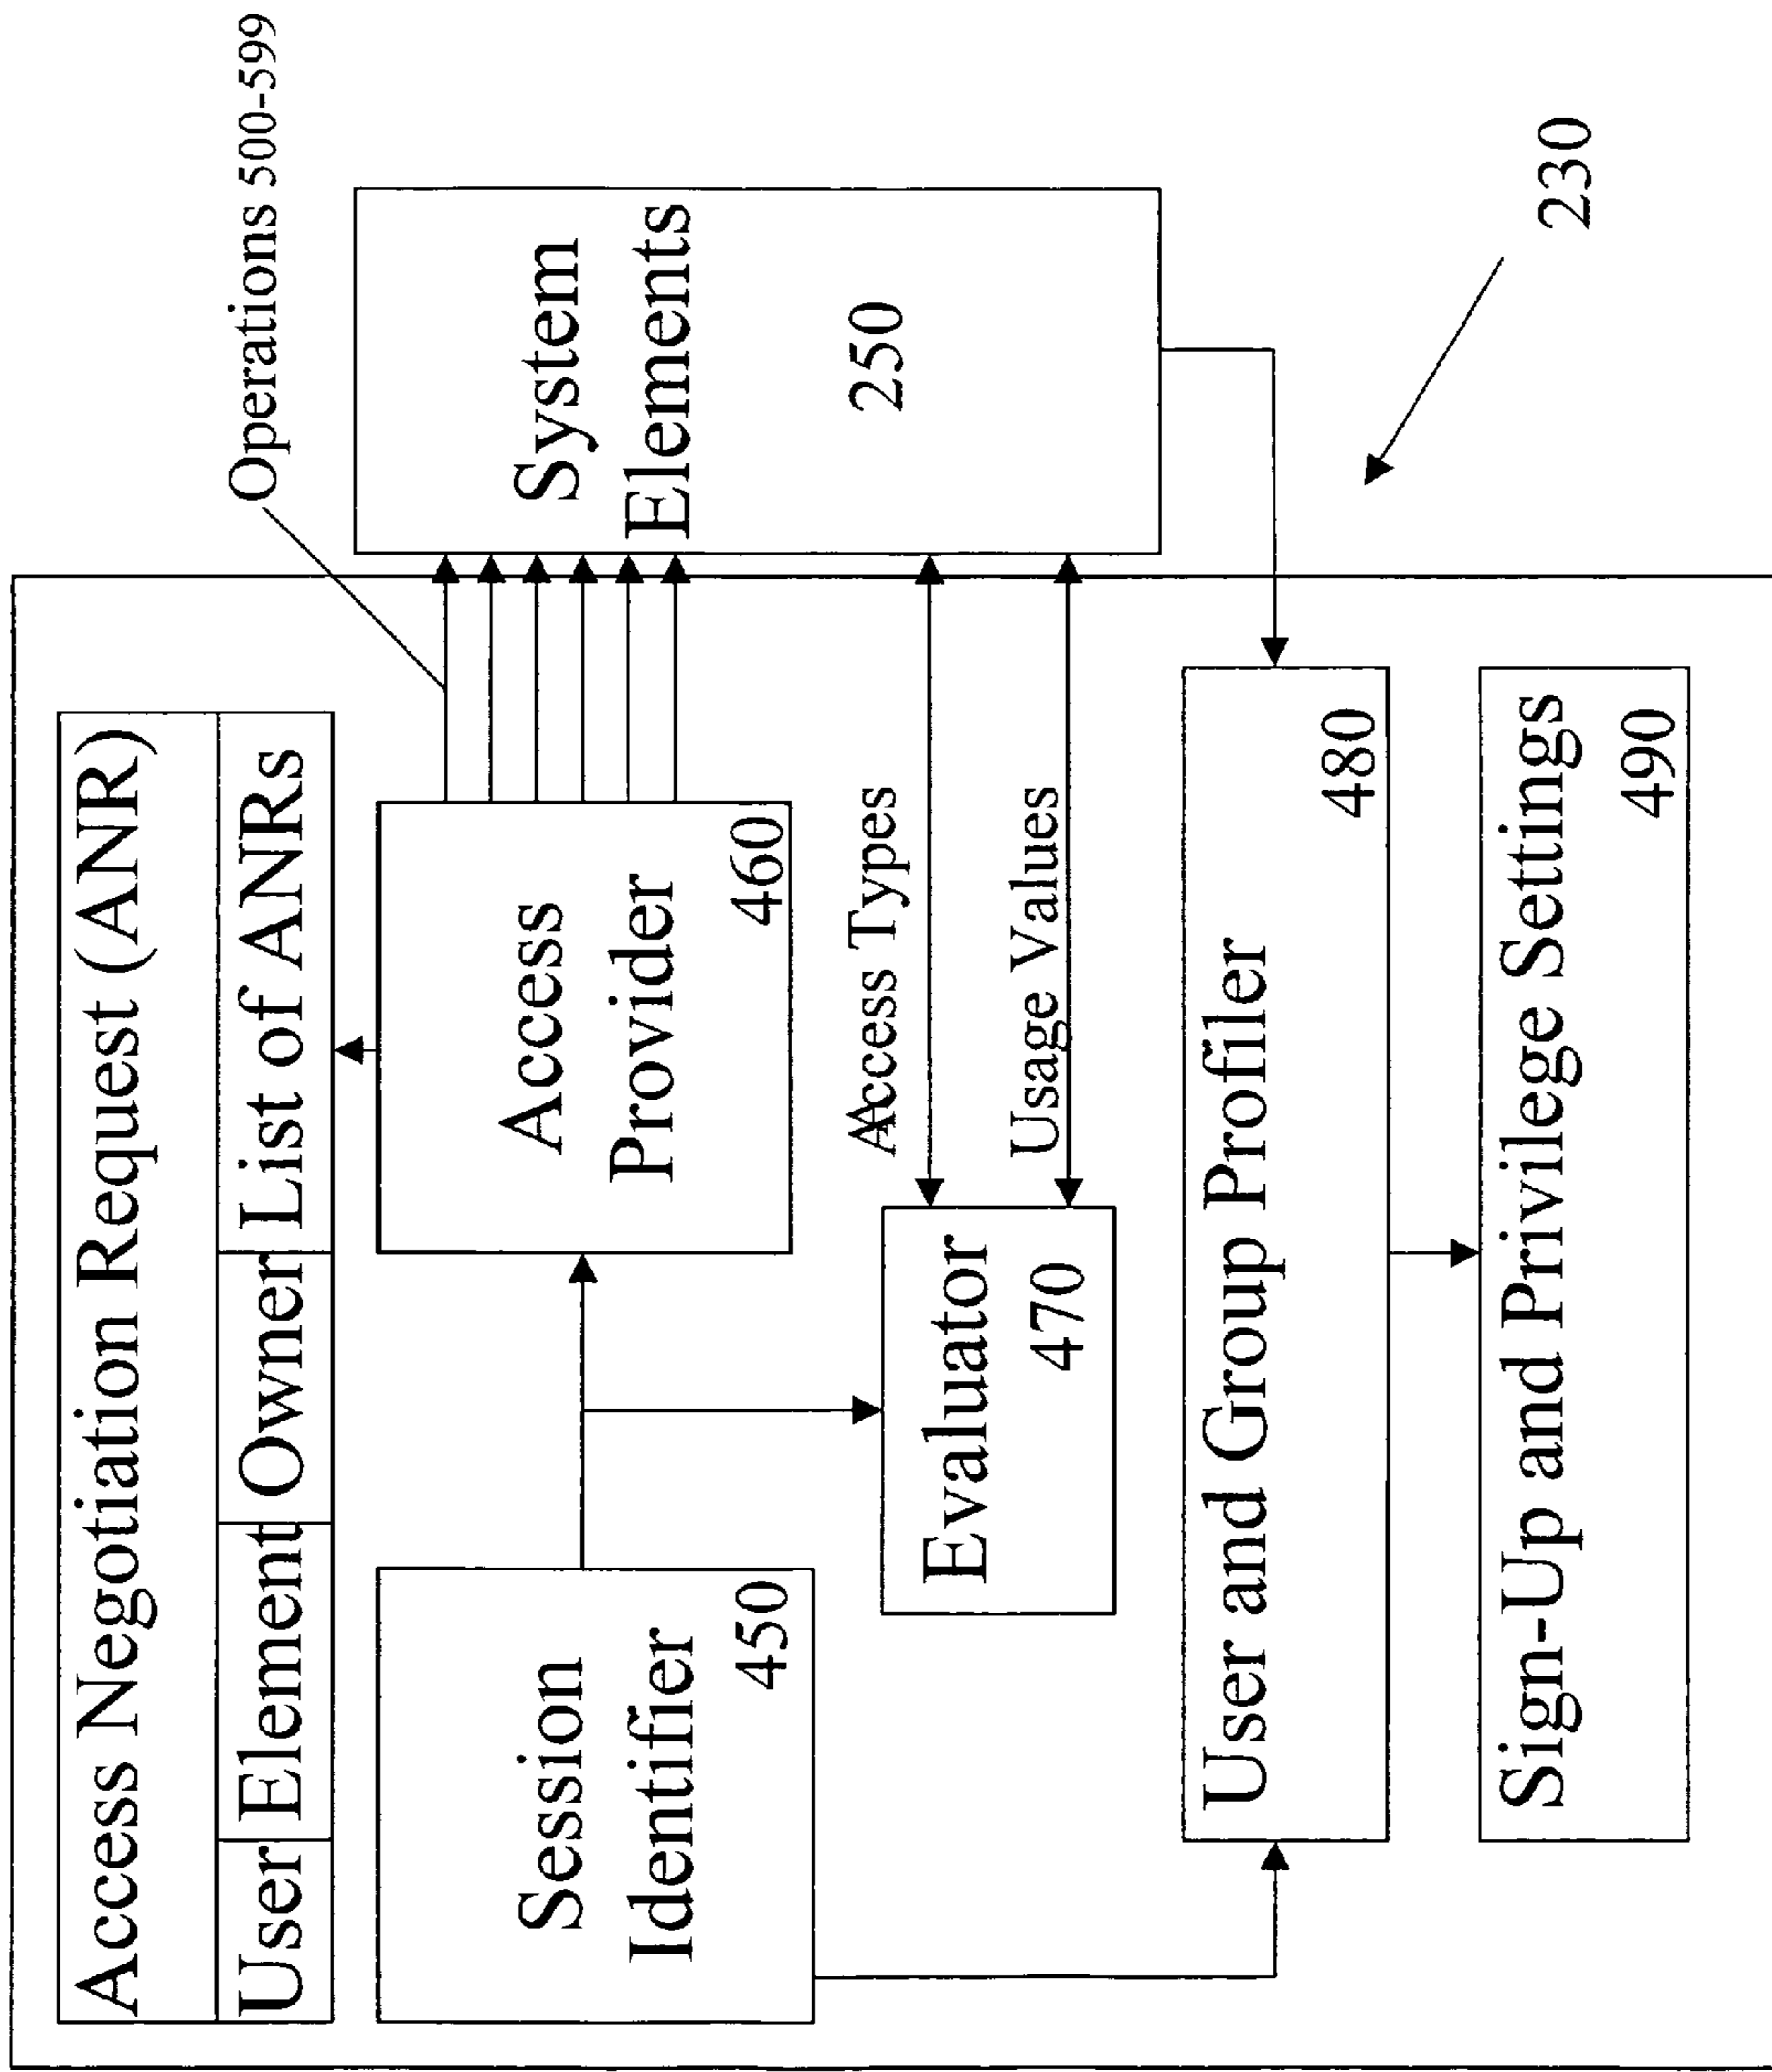 Access Negotiation Request (ANR)
User Element Owner List of ANRs
Operations 500-599
Session
Identifier
450
Access
Provider
460
System
Elements
250
Evaluator
470
Access Types
Usage Values
User and Group Profiler
480
Sign-Up and Privilege Settings
490
230